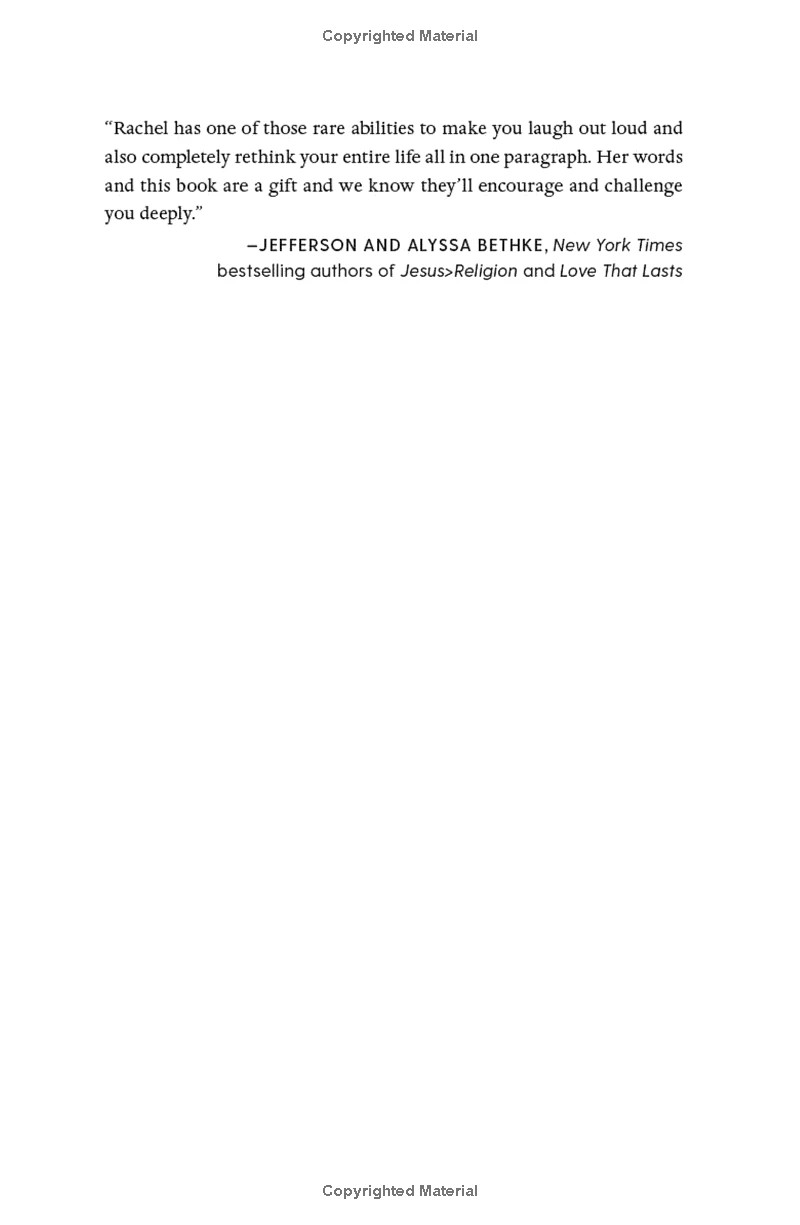 Copyrighted Material
“Rachel has one of those rare abilities to make you laugh out loud and
also completely rethink your entire life all in one paragraph. Her words
and this book are a gift and we know they’ll encourage and challenge
you deeply.”
—JEFFERSON AND ALYSSA BETHKE, New York Times
bestselling authors of Jesus>Religion and Love That Lasts
Copyrighted Material